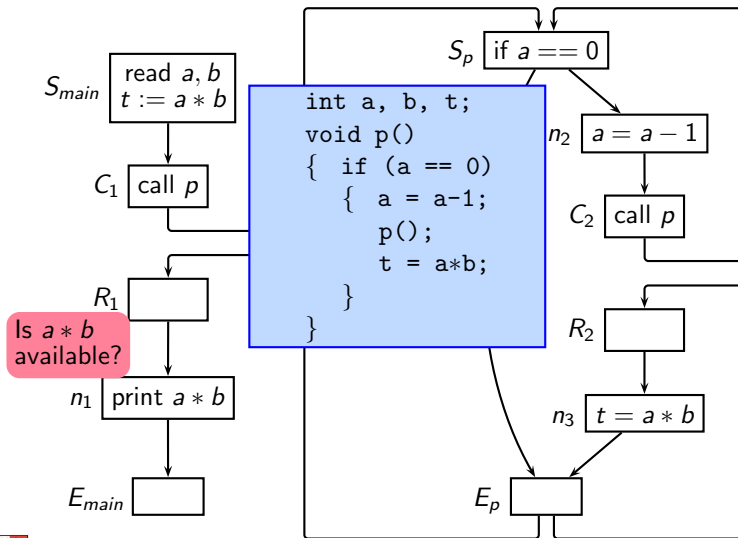 S_main
read a, b
t := a * b
C_1
call p
R_1
Is a * b
available?
n_1
print a * b
E_main
int a, b, t;
void p()
{ if (a == 0)
{ a = a-1;
p();
t = a*b;
}
}
S_p
if a == 0
n_2
a = a − 1
C_2
call p
R_2
n_3
t = a * b
E_p